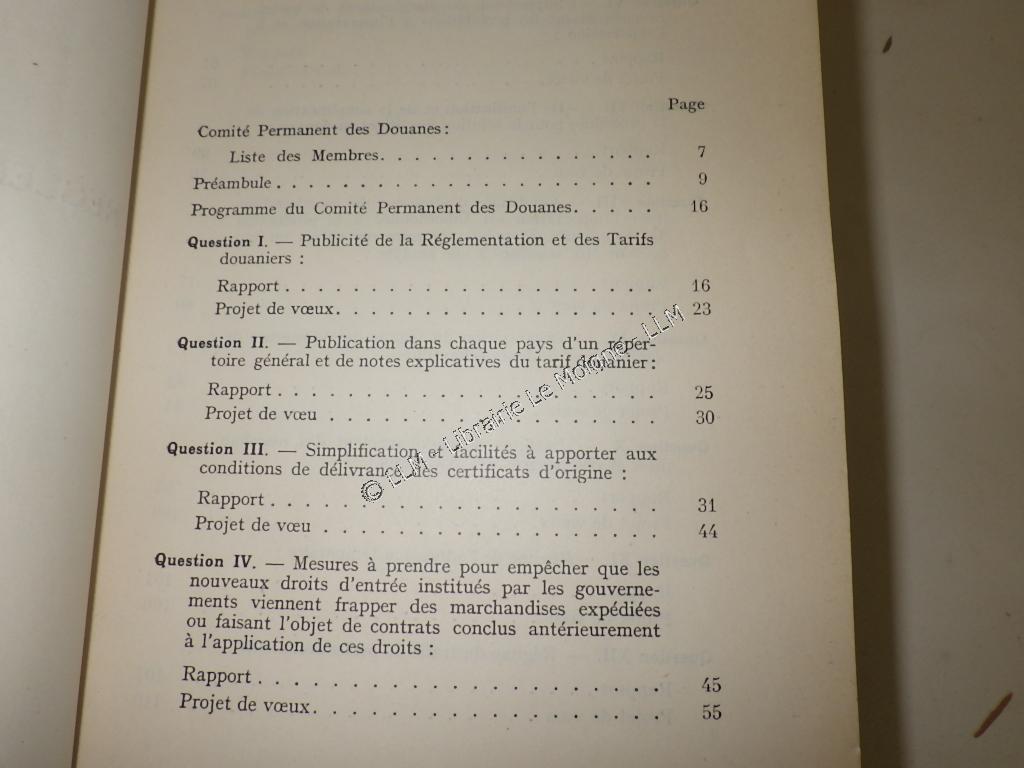 Page
Comité Permanent des Douanes :
Liste des Membres. . . . . . . . . . . . . . . . 7
Préambule . . . . . . . . . . . . . . . . . . . . 9
Programme du Comité Permanent des Douanes. . . . . 16
Question I. — Publicité de la Réglementation et des Tarifs
douaniers :
Rapport . . . . . . . . . . . . . . . . . . . 16
Projet de vœux. . . . . . . . . . . . . . . . . 23
Question II. — Publication dans chaque pays d'un réper-
toire général et de notes explicatives du tarif douanier :
Rapport . . . . . . . . . . . . . . . . . . . 25
Projet de vœu . . . . . . . . . . . . . . . . . 30
Question III. — Simplification et facilités à apporter aux
conditions de délivrance des certificats d'origine :
Rapport . . . . . . . . . . . . . . . . . . . 31
Projet de vœu . . . . . . . . . . . . . . . . . 44
Question IV. — Mesures à prendre pour empêcher que les
nouveaux droits d'entrée institués par les gouverne-
ments viennent frapper des marchandises expédiées
ou faisant l'objet de contrats conclus antérieurement
à l'application de ces droits :
Rapport . . . . . . . . . . . . . . . . . . . 45
Projet de vœux. . . . . . . . . . . . . . . . . 55
© LLM - Librairie Le Moigne - LLM